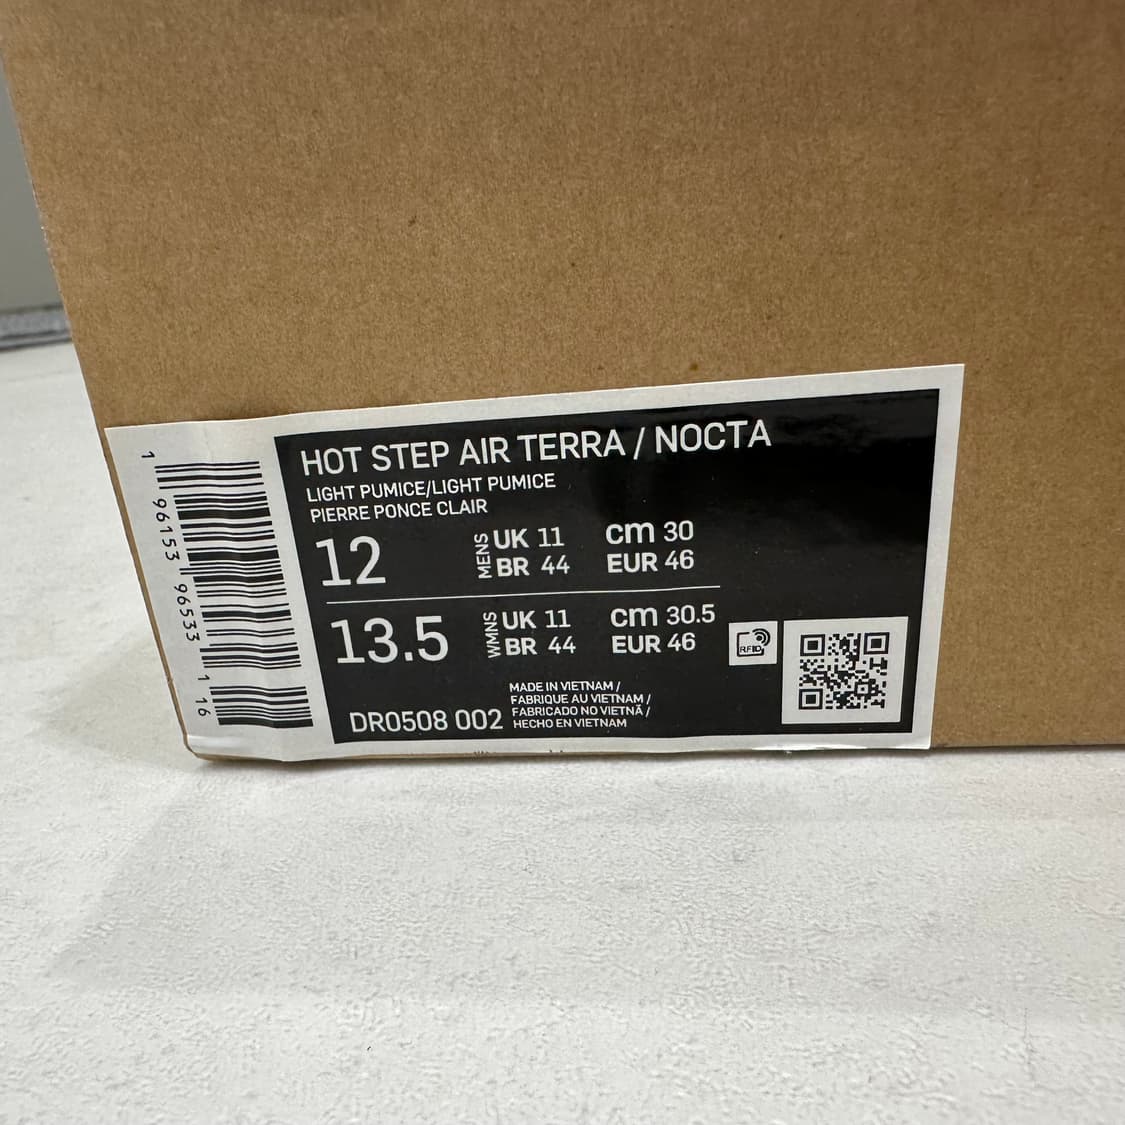 HOT STEP AIR TERRA / NOCTA
LIGHT PUMICE/LIGHT PUMICE
PIERRE PONCE CLAIR
12 MENS UK 11 cm 30
BR 44 EUR 46
13.5 WMNS UK 11 cm 30.5
BR 44 EUR 46
RFID
MADE IN VIETNAM /
FABRIQUE AU VIETNAM /
FABRICADO NO VIETNÃ /
HECHO EN VIETNAM
DR0508 002
1 96153 96533 1 16